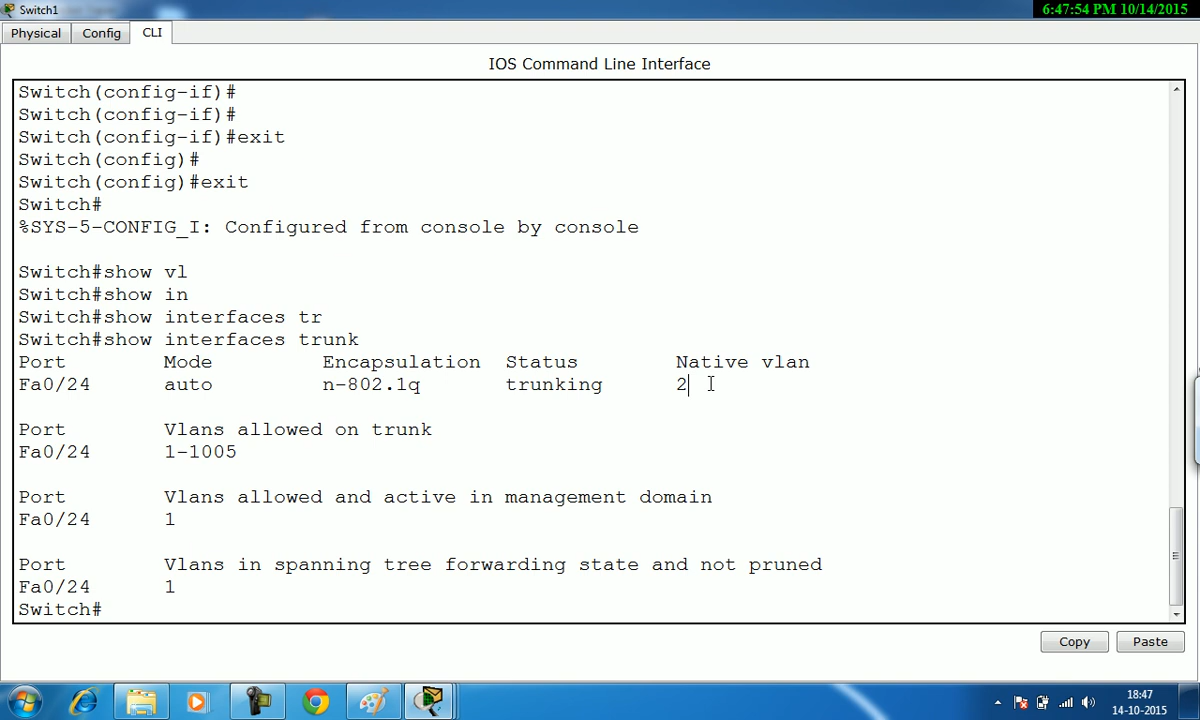 Switch1
6:47:54 PM 10/14/2015
Physical Config CLI
IOS Command Line Interface
Switch(config-if)#
Switch(config-if)#
Switch(config-if)#exit
Switch(config)#
Switch(config)#exit
Switch#
%SYS-5-CONFIG_I: Configured from console by console
Switch#show vl
Switch#show in
Switch#show interfaces tr
Switch#show interfaces trunk
Port Mode Encapsulation Status Native vlan
Fa0/24 auto n-802.1q trunking 2
Port Vlans allowed on trunk
Fa0/24 1-1005
Port Vlans allowed and active in management domain
Fa0/24 1
Port Vlans in spanning tree forwarding state and not pruned
Fa0/24 1
Switch#
Copy Paste
18:47
14-10-2015